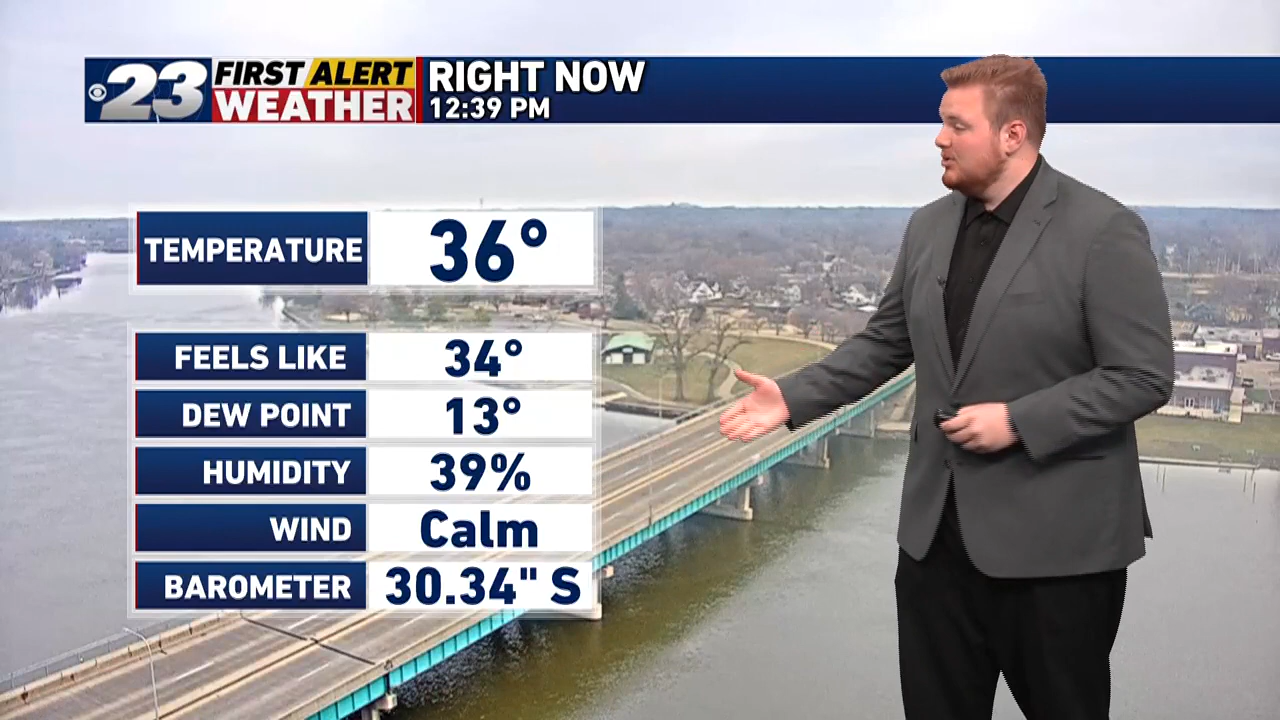 23 FIRST ALERT WEATHER
RIGHT NOW
12:39 PM
TEMPERATURE 36°
FEELS LIKE 34°
DEW POINT 13°
HUMIDITY 39%
WIND Calm
BAROMETER 30.34" S